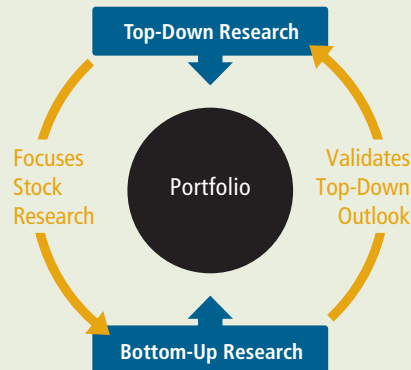 Top-Down Research
Focuses
Stock
Research
Portfolio
Validates
Top-Down
Outlook
Bottom-Up Research